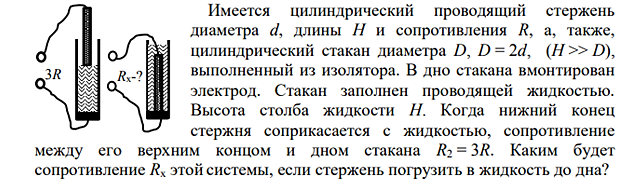 Имеется цилиндрический проводящий стержень
диаметра d, длины H и сопротивления R, а, также,
цилиндрический стакан диаметра D, D = 2d, (H >> D),
выполненный из изолятора. В дно стакана вмонтирован
электрод. Стакан заполнен проводящей жидкостью.
Высота столба жидкости H. Когда нижний конец
стержня соприкасается с жидкостью, сопротивление
между его верхним концом и дном стакана R₂ = 3R. Каким будет
сопротивление Rₓ этой системы, если стержень погрузить в жидкость до дна?
3R
Rₓ-?